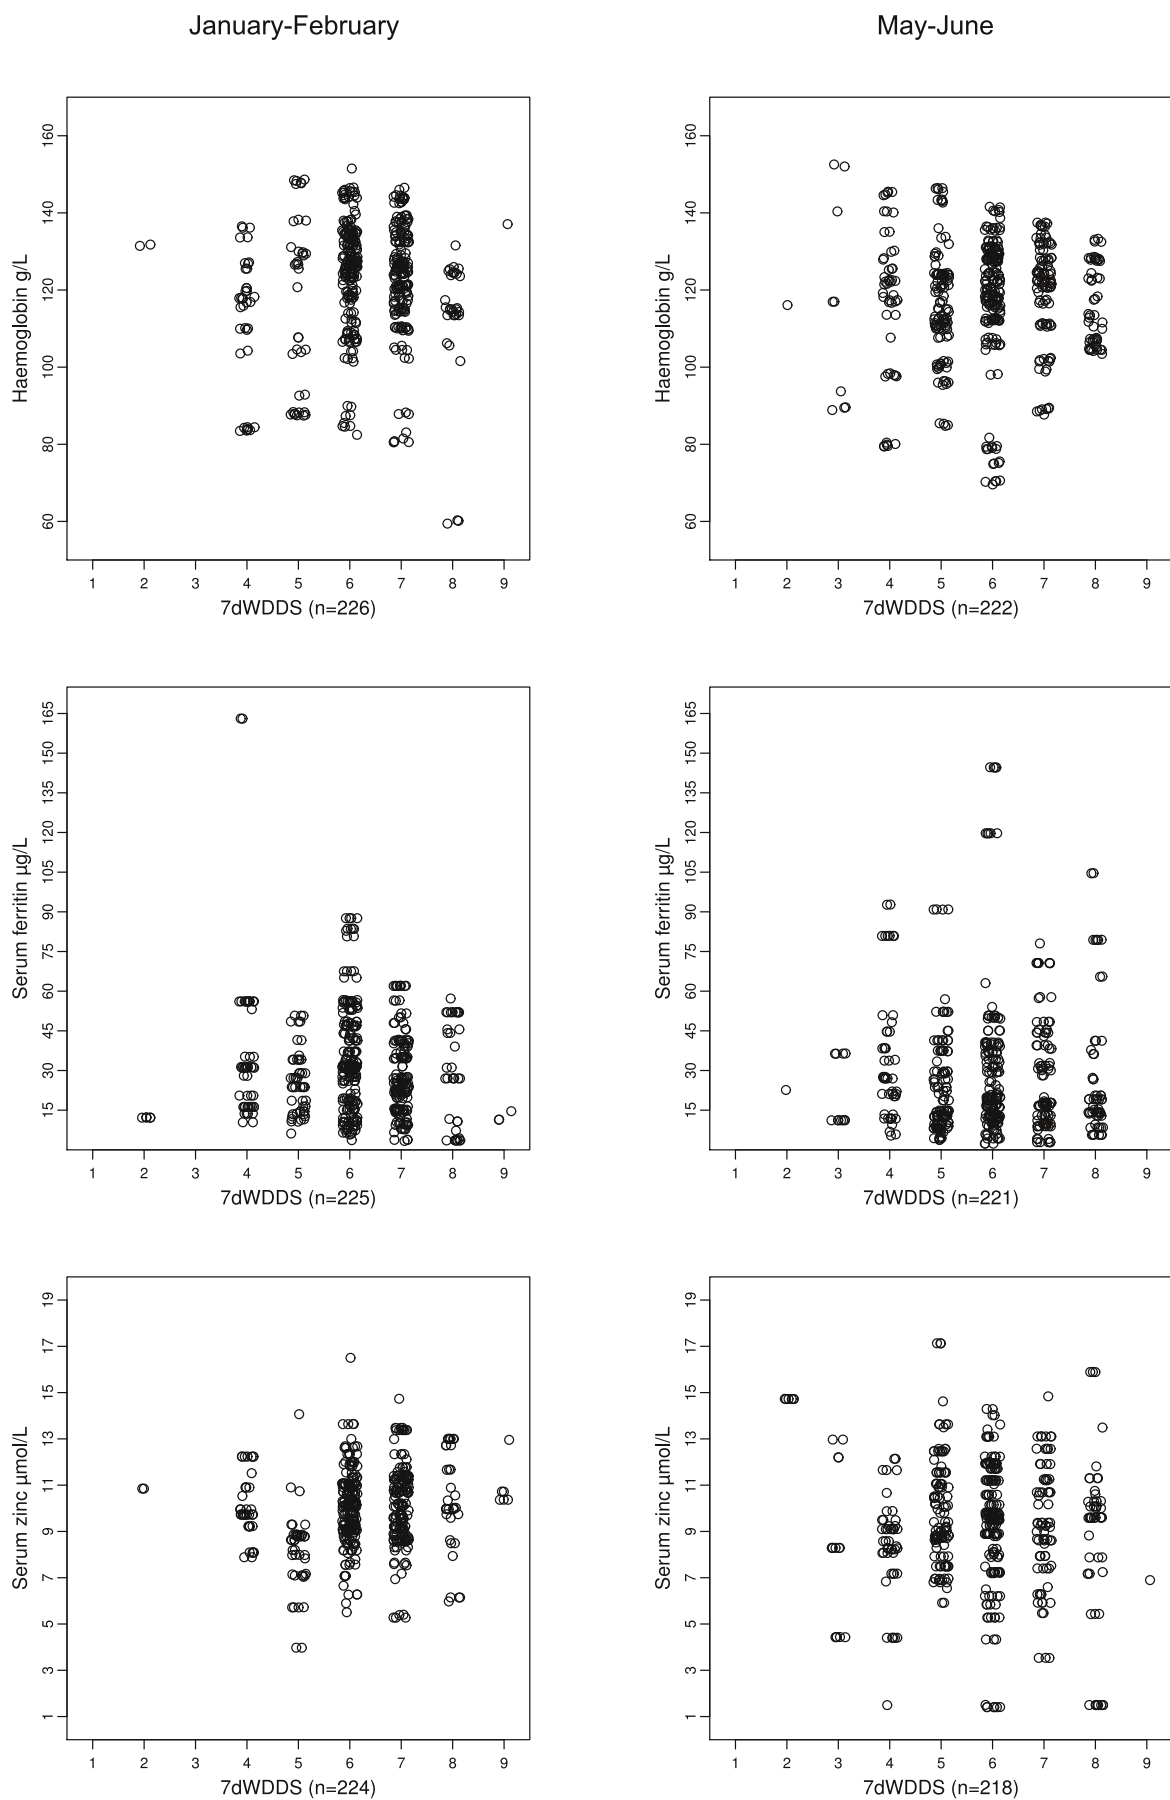 January-February
May-June
Haemoglobin g/L
160
140
120
100
80
60
1 2 3 4 5 6 7 8 9
7dWDDS (n=226)
Haemoglobin g/L
160
140
120
100
80
60
1 2 3 4 5 6 7 8 9
7dWDDS (n=222)
Serum ferritin µg/L
165
150
135
120
105
90
75
60
45
30
15
1 2 3 4 5 6 7 8 9
7dWDDS (n=225)
Serum ferritin µg/L
165
150
135
120
105
90
75
60
45
30
15
1 2 3 4 5 6 7 8 9
7dWDDS (n=221)
Serum zinc µmol/L
19
17
15
13
11
9
7
5
3
1
1 2 3 4 5 6 7 8 9
7dWDDS (n=224)
Serum zinc µmol/L
19
17
15
13
11
9
7
5
3
1
1 2 3 4 5 6 7 8 9
7dWDDS (n=218)